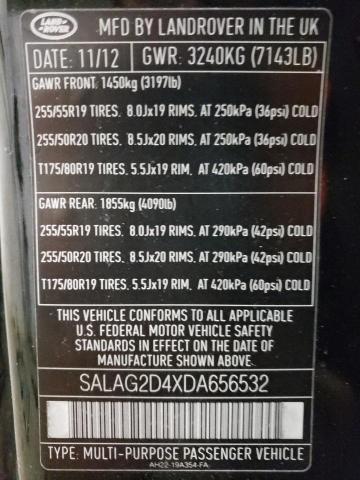 LAND
ROVER
MFD BY LANDROVER IN THE UK
DATE: 11/12 GWR: 3240KG (7143LB)
GAWR FRONT: 1450kg (3197lb)
255/55R19 TIRES, 8.0Jx19 RIMS, AT 250kPa (36psi) COLD
255/50R20 TIRES, 8.5Jx20 RIMS, AT 250kPa (36psi) COLD
T175/80R19 TIRES, 5.5Jx19 RIM, AT 420kPa (60psi) COLD
GAWR REAR: 1855kg (4090lb)
255/55R19 TIRES, 8.0Jx19 RIMS, AT 290kPa (42psi) COLD
255/50R20 TIRES, 8.5Jx20 RIMS, AT 290kPa (42psi) COLD
T175/80R19 TIRES, 5.5Jx19 RIM, AT 420kPa (60psi) COLD
THIS VEHICLE CONFORMS TO ALL APPLICABLE
U.S. FEDERAL MOTOR VEHICLE SAFETY
STANDARDS IN EFFECT ON THE DATE OF
MANUFACTURE SHOWN ABOVE.
SALAG2D4XDA656532
TYPE: MULTI-PURPOSE PASSENGER VEHICLE
AH22-19A354-FA